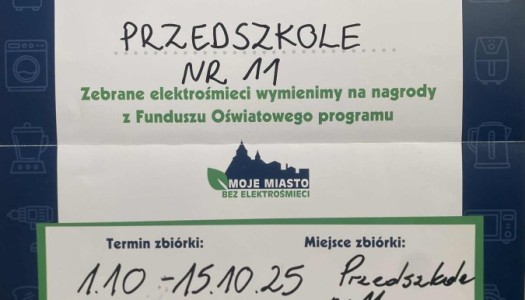 PRZEDSZKOLE
NR 11
Zebrane elektrośmieci wymienimy na nagrody
z Funduszu Oświatowego programu
MOJE MIASTO
BEZ ELEKTROŚMIECI
Termin zbiórki: Miejsce zbiórki:
1.10 - 15.10.25 Przedszkole
11